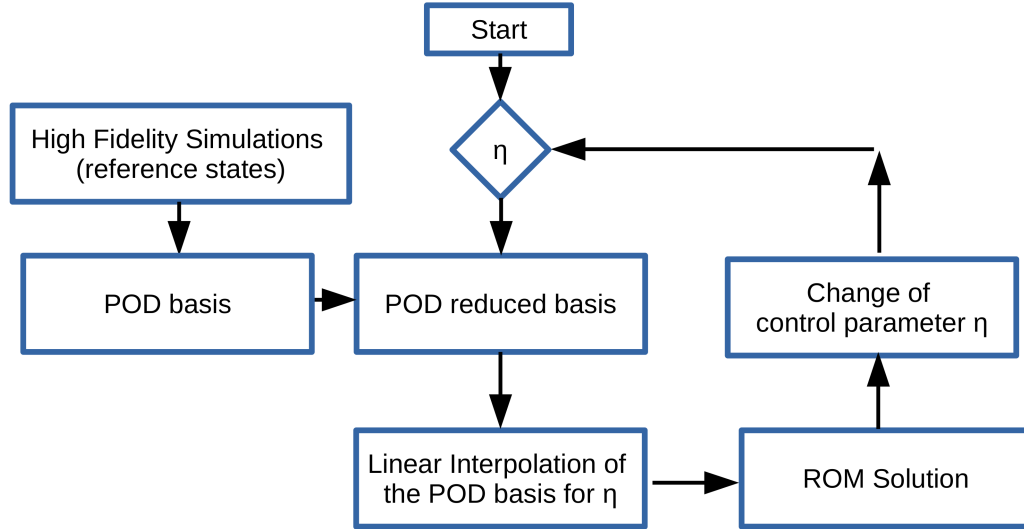 Start
High Fidelity Simulations
(reference states)
η
POD basis
POD reduced basis
Change of
control parameter η
Linear Interpolation of
the POD basis for η
ROM Solution